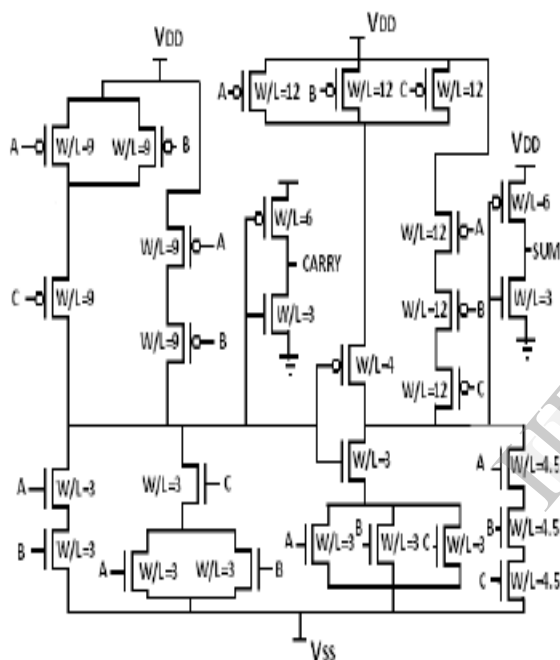 VDD
VDD
A W/L=9 W/L=9 B
A W/L=12 B W/L=12 C W/L=12
VDD
W/L=6
W/L=6
W/L=9 A
W/L=12 A
CARRY
SUM
C W/L=9
W/L=3
W/L=3
W/L=9 B
W/L=12 B
W/L=4
W/L=12 C
A W/L=3
W/L=3 C
W/L=3
A W/L=4.5
B W/L=3
A W/L=3 W/L=3 B
A W/L=3 B W/L=3 C W/L=3
B W/L=4.5
C W/L=4.5
VSS